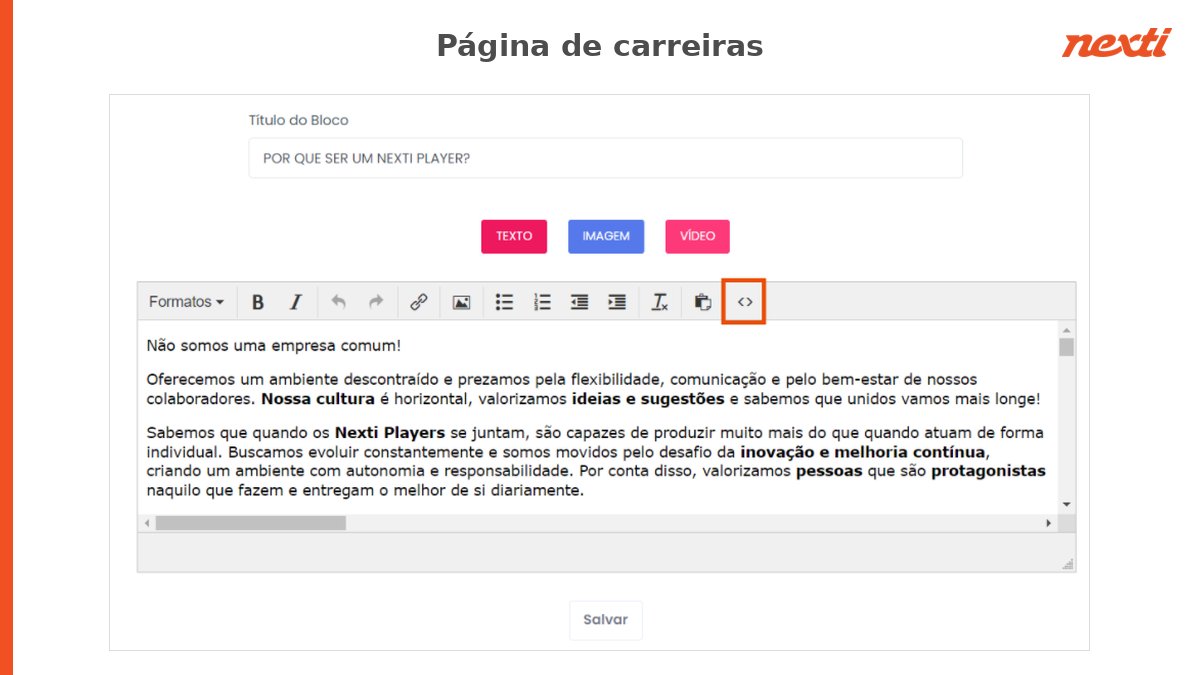 Página de carreiras
nexti
Título do Bloco
POR QUE SER UM NEXTI PLAYER?
TEXTO
IMAGEM
VÍDEO
Formatos
Não somos uma empresa comum!
Oferecemos um ambiente descontraído e prezamos pela flexibilidade, comunicação e pelo bem-estar de nossos
colaboradores. Nossa cultura é horizontal, valorizamos ideias e sugestões e sabemos que unidos vamos mais longe!
Sabemos que quando os Nexti Players se juntam, são capazes de produzir muito mais do que quando atuam de forma
individual. Buscamos evoluir constantemente e somos movidos pelo desafio da inovação e melhoria contínua,
criando um ambiente com autonomia e responsabilidade. Por conta disso, valorizamos pessoas que são protagonistas
naquilo que fazem e entregam o melhor de si diariamente.
Salvar